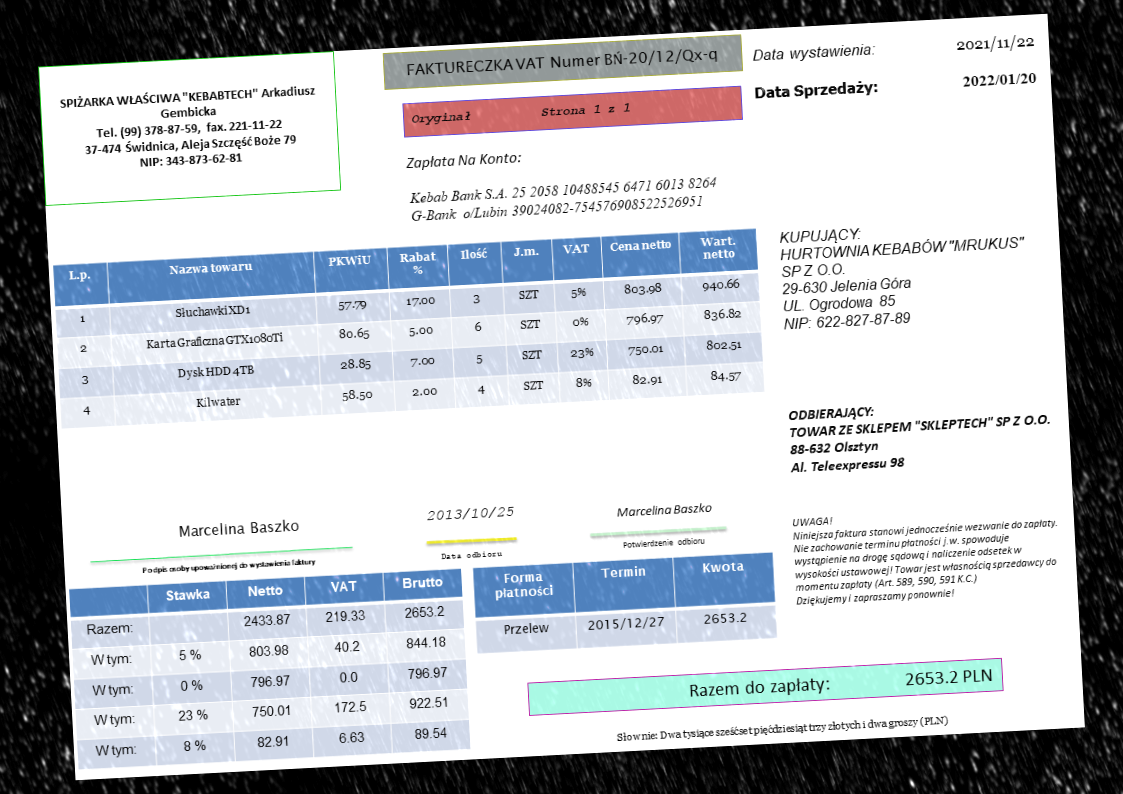 SPIŻARKA WŁAŚCIWA "KEBABTECH" Arkadiusz
Gembicka
Tel. (99) 378-87-59, fax. 221-11-22
37-474 Świdnica, Aleja Szczęść Boże 79
NIP: 343-873-62-81
FAKTURECZKA VAT Numer BŃ-20/12/Qx-q
Oryginał Strona 1 z 1
Data wystawienia: 2021/11/22
Data Sprzedaży: 2022/01/20
Zapłata Na Konto:
Kebab Bank S.A. 25 2058 10488545 6471 6013 8264
G-Bank o/Lubin 39024082-754576908522526951
KUPUJĄCY:
HURTOWNIA KEBABÓW "MRUKUS"
SP Z O.O.
29-630 Jelenia Góra
UL. Ogrodowa 85
NIP: 622-827-87-89
L.p. Nazwa towaru PKWiU Rabat % Ilość J.m. VAT Cena netto Wart. netto
1 Słuchawki XD1 57.79 17.00 3 SZT 5% 803.98 940.66
2 Karta Graficzna GTX1080Ti 80.65 5.00 6 SZT 0% 796.97 836.82
3 Dysk HDD 4TB 28.85 7.00 5 SZT 23% 750.01 802.51
4 Kilwater 58.50 2.00 4 SZT 8% 82.91 84.57
ODBIERAJĄCY:
TOWAR ZE SKLEPEM "SKLEPTECH" SP Z O.O.
88-632 Olsztyn
Al. Teleexpressu 98
Marcelina Baszko
Podpis osoby upoważnionej do wystawienia faktury
2013/10/25
Data odbioru
Marcelina Baszko
Potwierdzenie odbioru
UWAGA!
Niniejsza faktura stanowi jednocześnie wezwanie do zapłaty.
Nie zachowanie terminu płatności j.w. spowoduje
wystąpienie na drogę sądową i naliczenie odsetek w
wysokości ustawowej! Towar jest własnością sprzedawcy do
momentu zapłaty (Art. 589, 590, 591 K.C.)
Dziękujemy i zapraszamy ponownie!
Stawka Netto VAT Brutto
Razem: 2433.87 219.33 2653.2
W tym: 5 % 803.98 40.2 844.18
W tym: 0 % 796.97 0.0 796.97
W tym: 23 % 750.01 172.5 922.51
W tym: 8 % 82.91 6.63 89.54
Forma płatności Termin Kwota
Przelew 2015/12/27 2653.2
Razem do zapłaty: 2653.2 PLN
Słownie: Dwa tysiące sześćset pięćdziesiąt trzy złotych i dwa groszy (PLN)